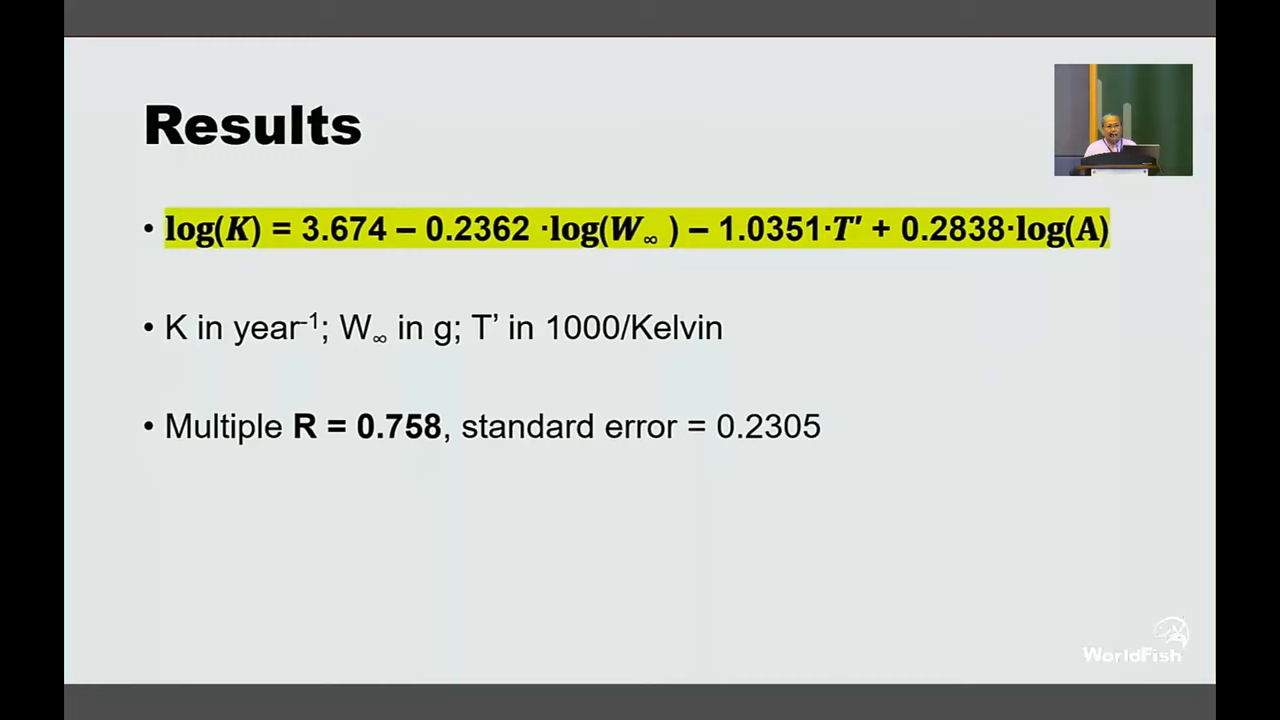 Results
• log(K) = 3.674 – 0.2362 ·log(W∞ ) – 1.0351·T′ + 0.2838·log(A)
• K in year⁻¹; W∞ in g; T’ in 1000/Kelvin
• Multiple R = 0.758, standard error = 0.2305
WorldFish